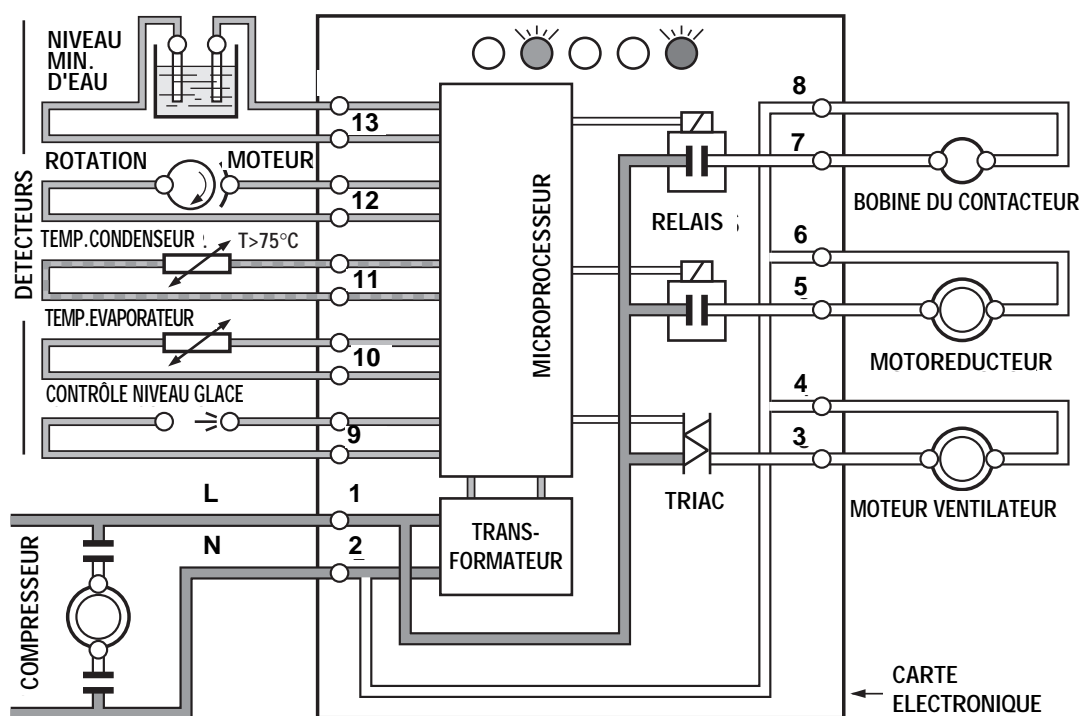 NIVEAU
MIN.
D'EAU
13
ROTATION MOTEUR
12
TEMP.CONDENSEUR T>75°C
11
TEMP.EVAPORATEUR
10
CONTRÔLE NIVEAU GLACE
9
DETECTEURS
L
1
N
2
COMPRESSEUR
MICROPROCESSEUR
TRANS-
FORMATEUR
RELAIS
TRIAC
8
7
BOBINE DU CONTACTEUR
6
5
MOTOREDUCTEUR
4
3
MOTEUR VENTILATEUR
CARTE
ELECTRONIQUE